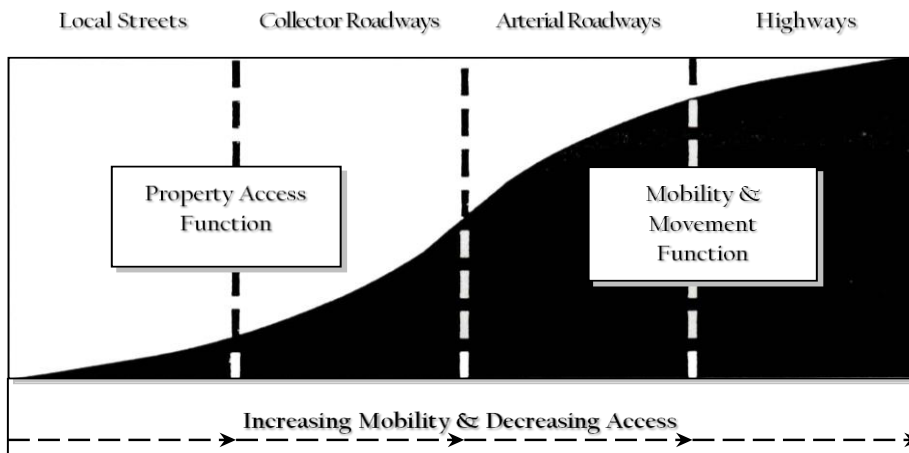 Local Streets
Collector Roadways
Arterial Roadways
Highways
Property Access
Function
Mobility &
Movement
Function
Increasing Mobility & Decreasing Access